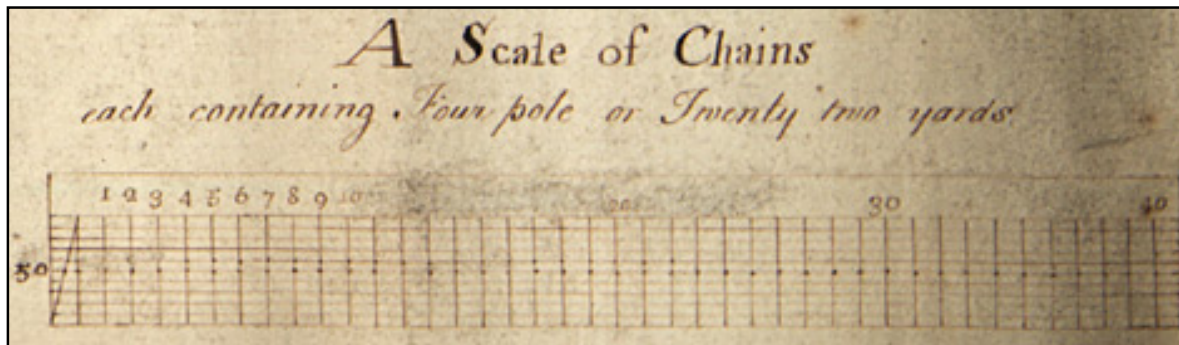 A Scale of Chains
each containing Four pole or Twenty two yards
1 2 3 4 5 6 7 8 9 10 20 30 40
50